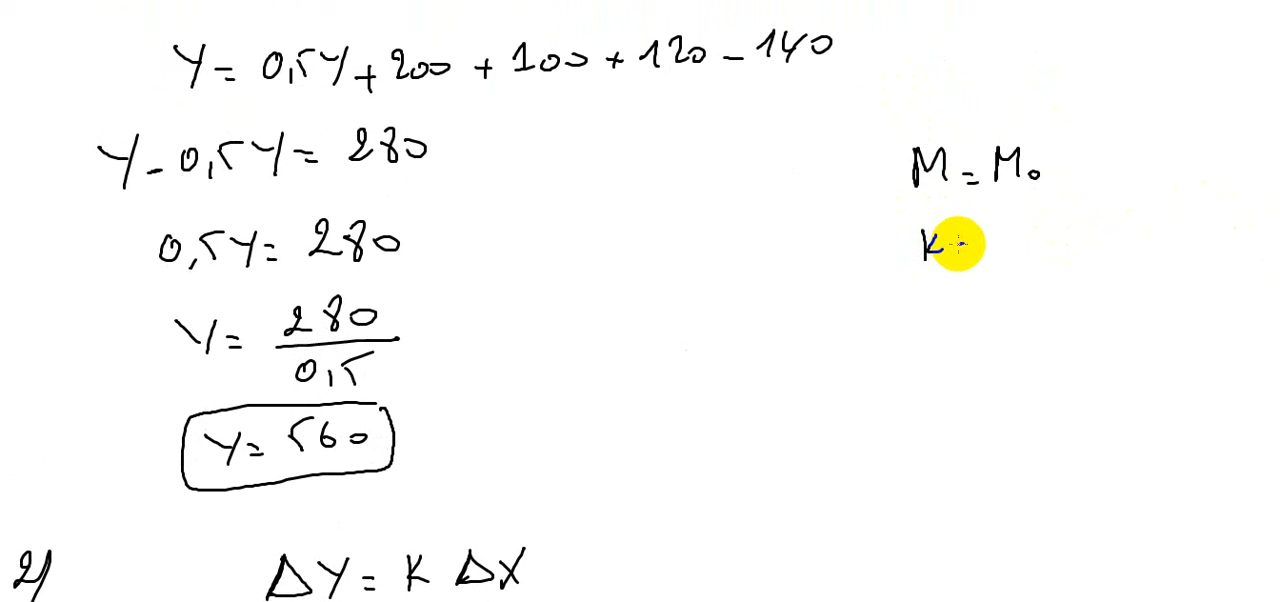 Y = 0,5Y + 200 + 100 + 120 - 140
Y - 0,5Y = 280
0,5Y = 280
Y = 280 / 0,5
Y = 560
M = M₀
K =
2/ ΔY = K ΔX